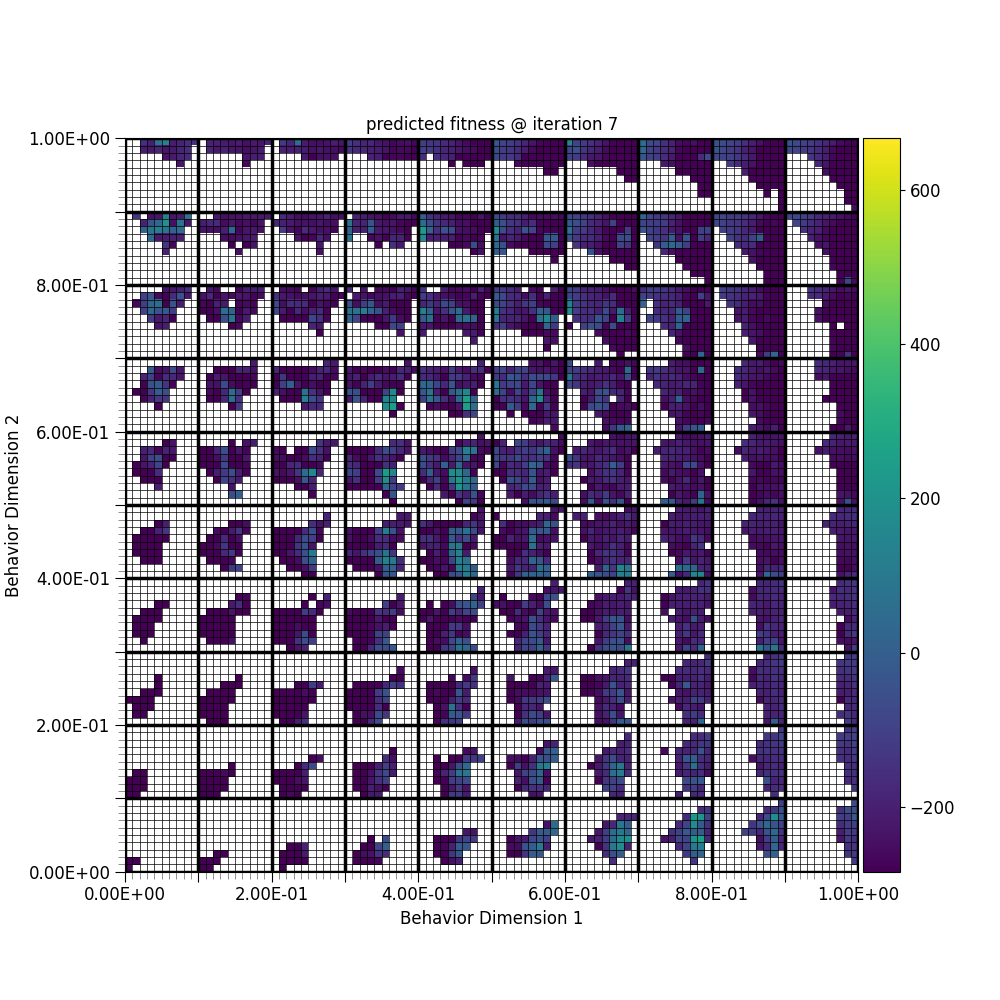 predicted fitness @ iteration 7
1.00E+00
8.00E-01
6.00E-01
4.00E-01
2.00E-01
0.00E+00
Behavior Dimension 2
0.00E+00 2.00E-01 4.00E-01 6.00E-01 8.00E-01 1.00E+00
Behavior Dimension 1
600
400
200
0
−200